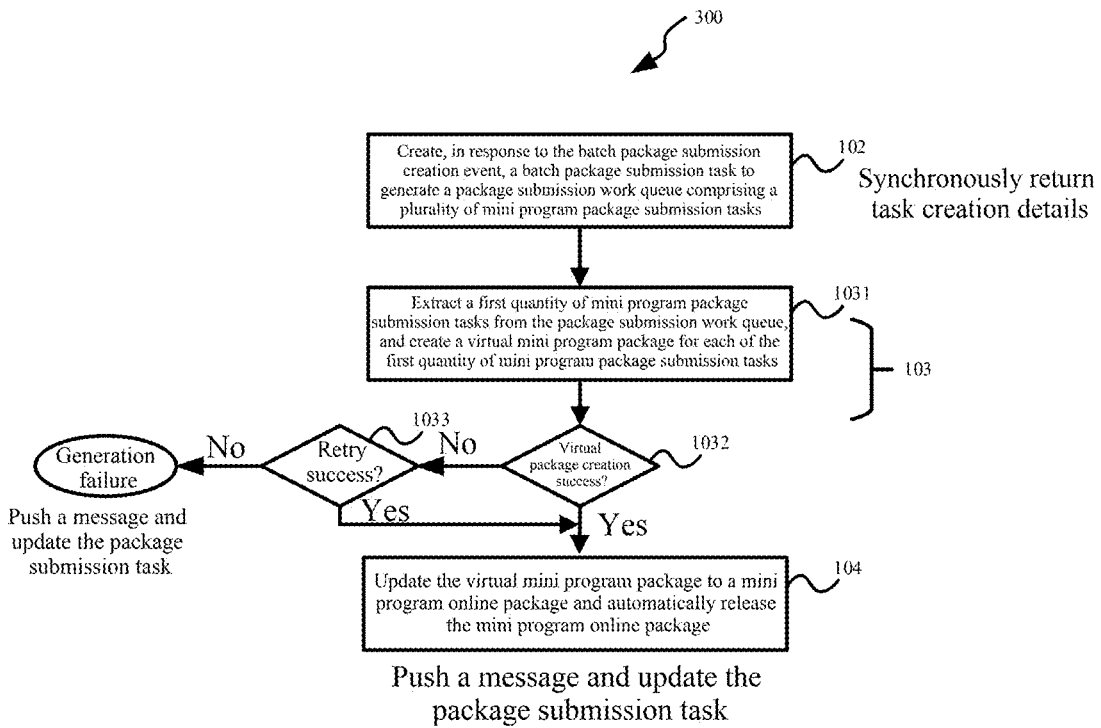 300
Create, in response to the batch package submission
creation event, a batch package submission task to
generate a package submission work queue comprising a
plurality of mini program package submission tasks
102
Synchronously return
task creation details
Extract a first quantity of mini program package
submission tasks from the package submission work queue,
and create a virtual mini program package for each of the
first quantity of mini program package submission tasks
1031
103
Virtual
package creation
success?
1032
No
Retry
success?
1033
No
Generation
failure
Push a message and
update the package
submission task
Yes
Yes
Update the virtual mini program package to a mini
program online package and automatically release
the mini program online package
104
Push a message and update the
package submission task